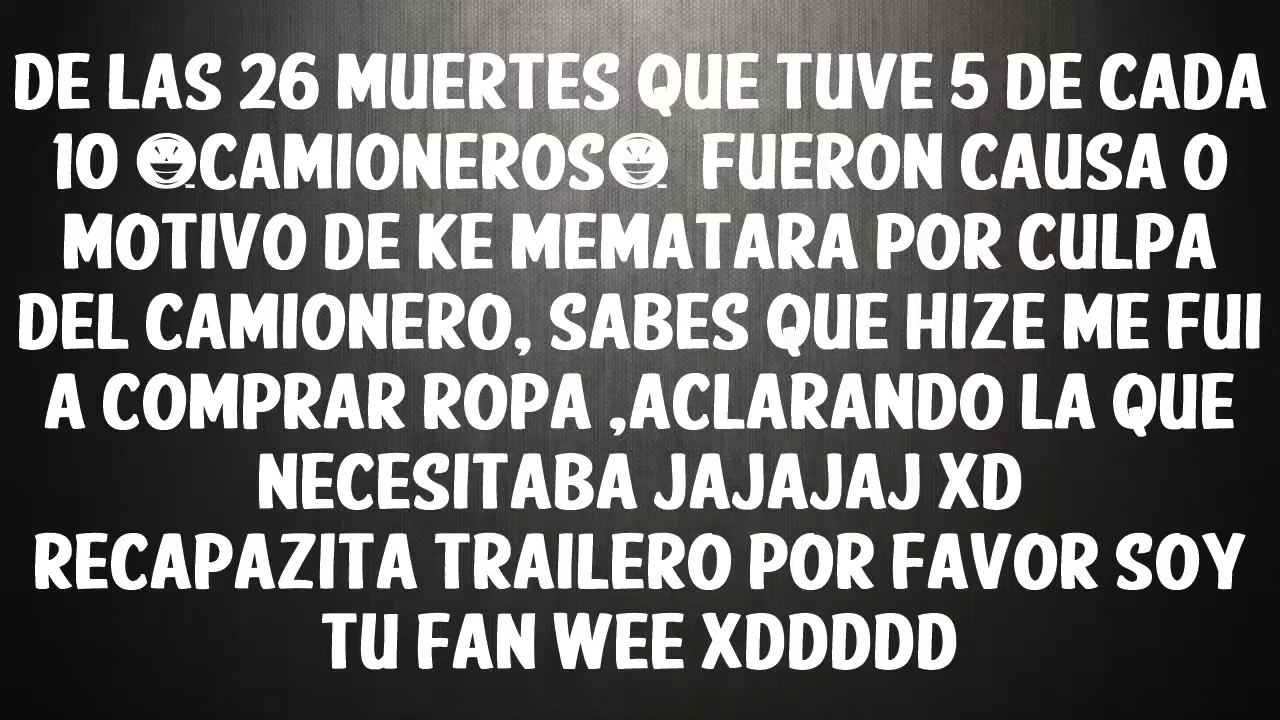 DE LAS 26 MUERTES QUE TUVE 5 DE CADA
10 😆CAMIONEROS😆 FUERON CAUSA O
MOTIVO DE KE MEMATARA POR CULPA
DEL CAMIONERO, SABES QUE HIZE ME FUI
A COMPRAR ROPA ,ACLARANDO LA QUE
NECESITABA JAJAJAJ XD
RECAPAZITA TRAILERO POR FAVOR SOY
TU FAN WEE XDDDDD